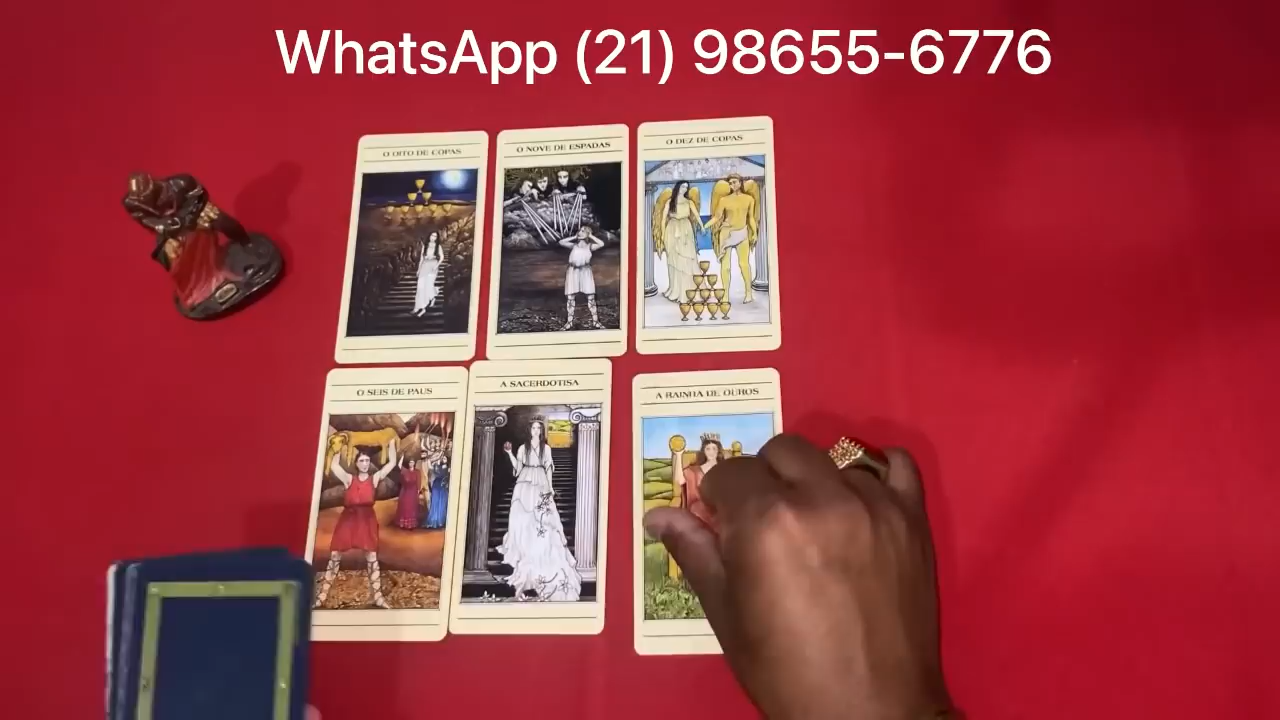 WhatsApp (21) 98655-6776
O OITO DE COPAS
O NOVE DE ESPADAS
O DEZ DE COPAS
O SEIS DE PAUS
A SACERDOTISA
A RAINHA DE OUROS